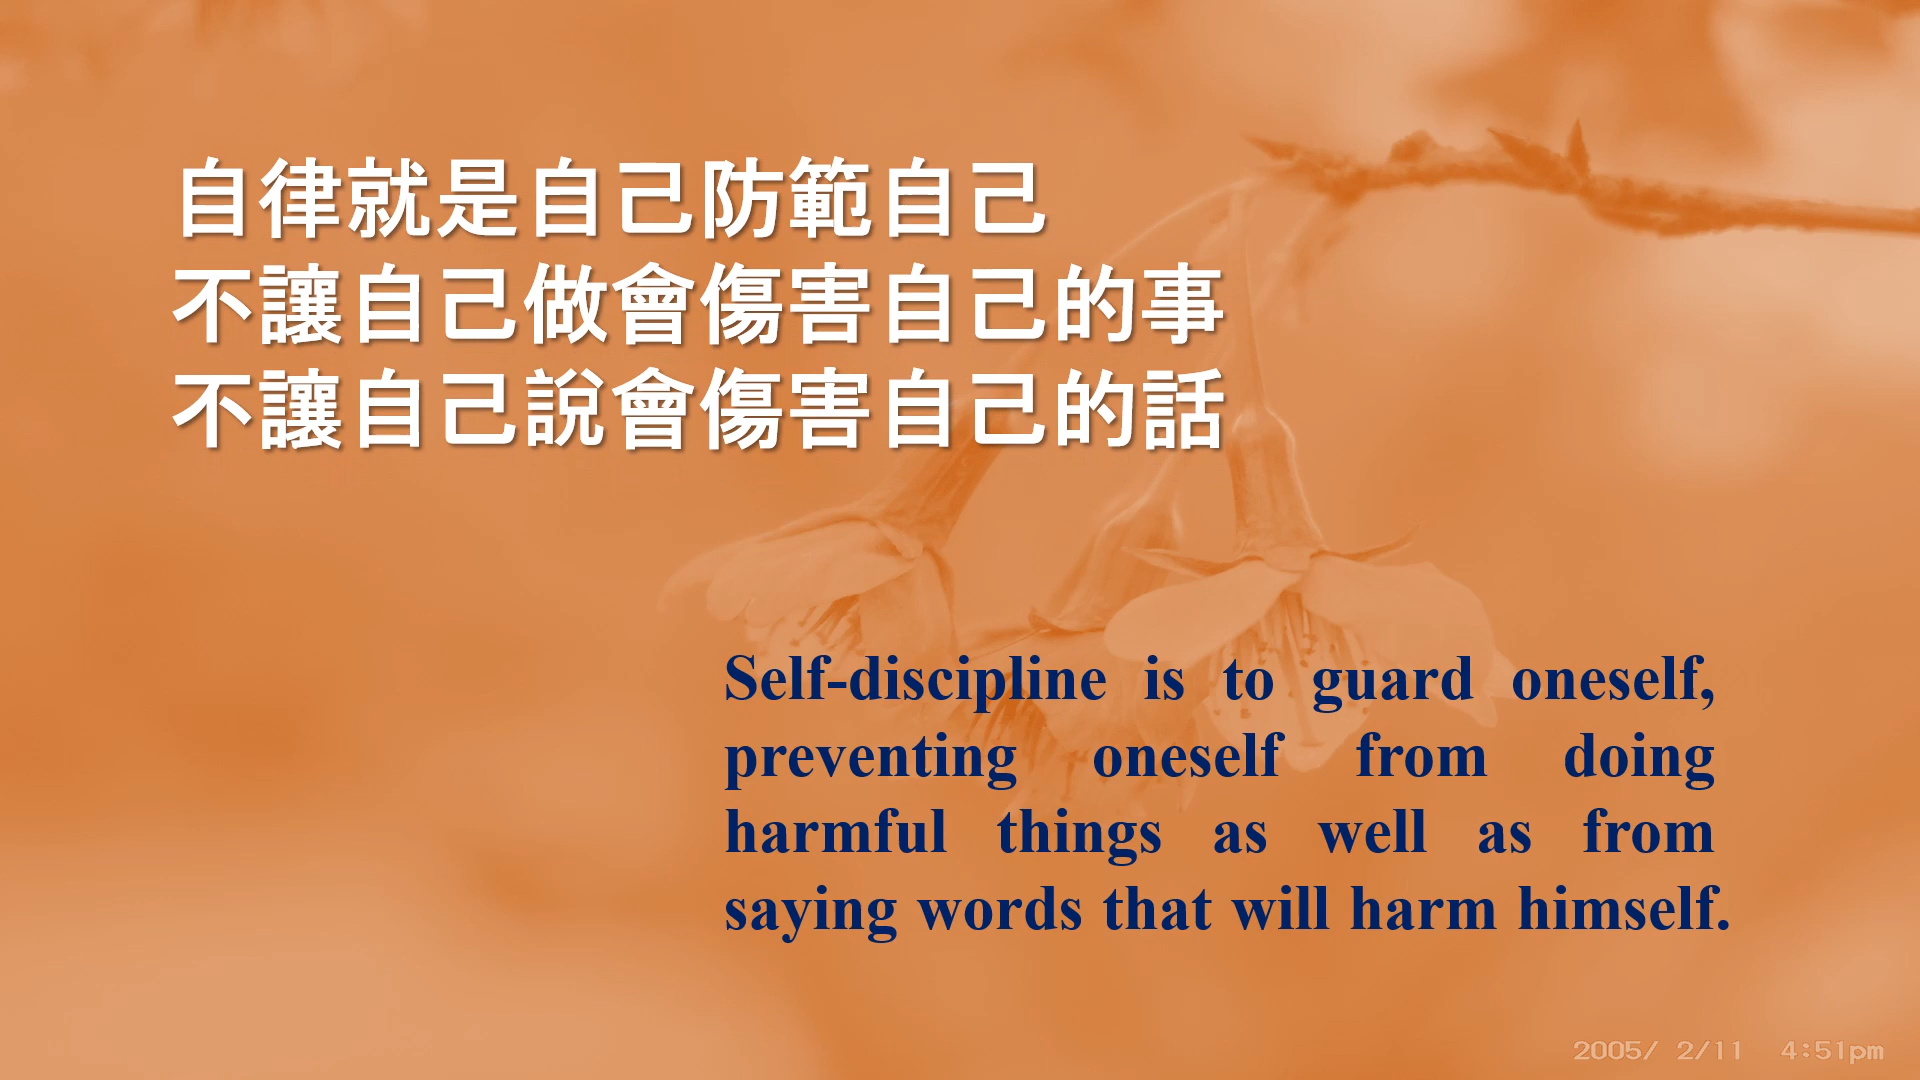 自律就是自己防範自己
不讓自己做會傷害自己的事
不讓自己說會傷害自己的話
Self-discipline is to guard oneself,
preventing oneself from doing
harmful things as well as from
saying words that will harm himself.
2005/ 2/11 4:51pm